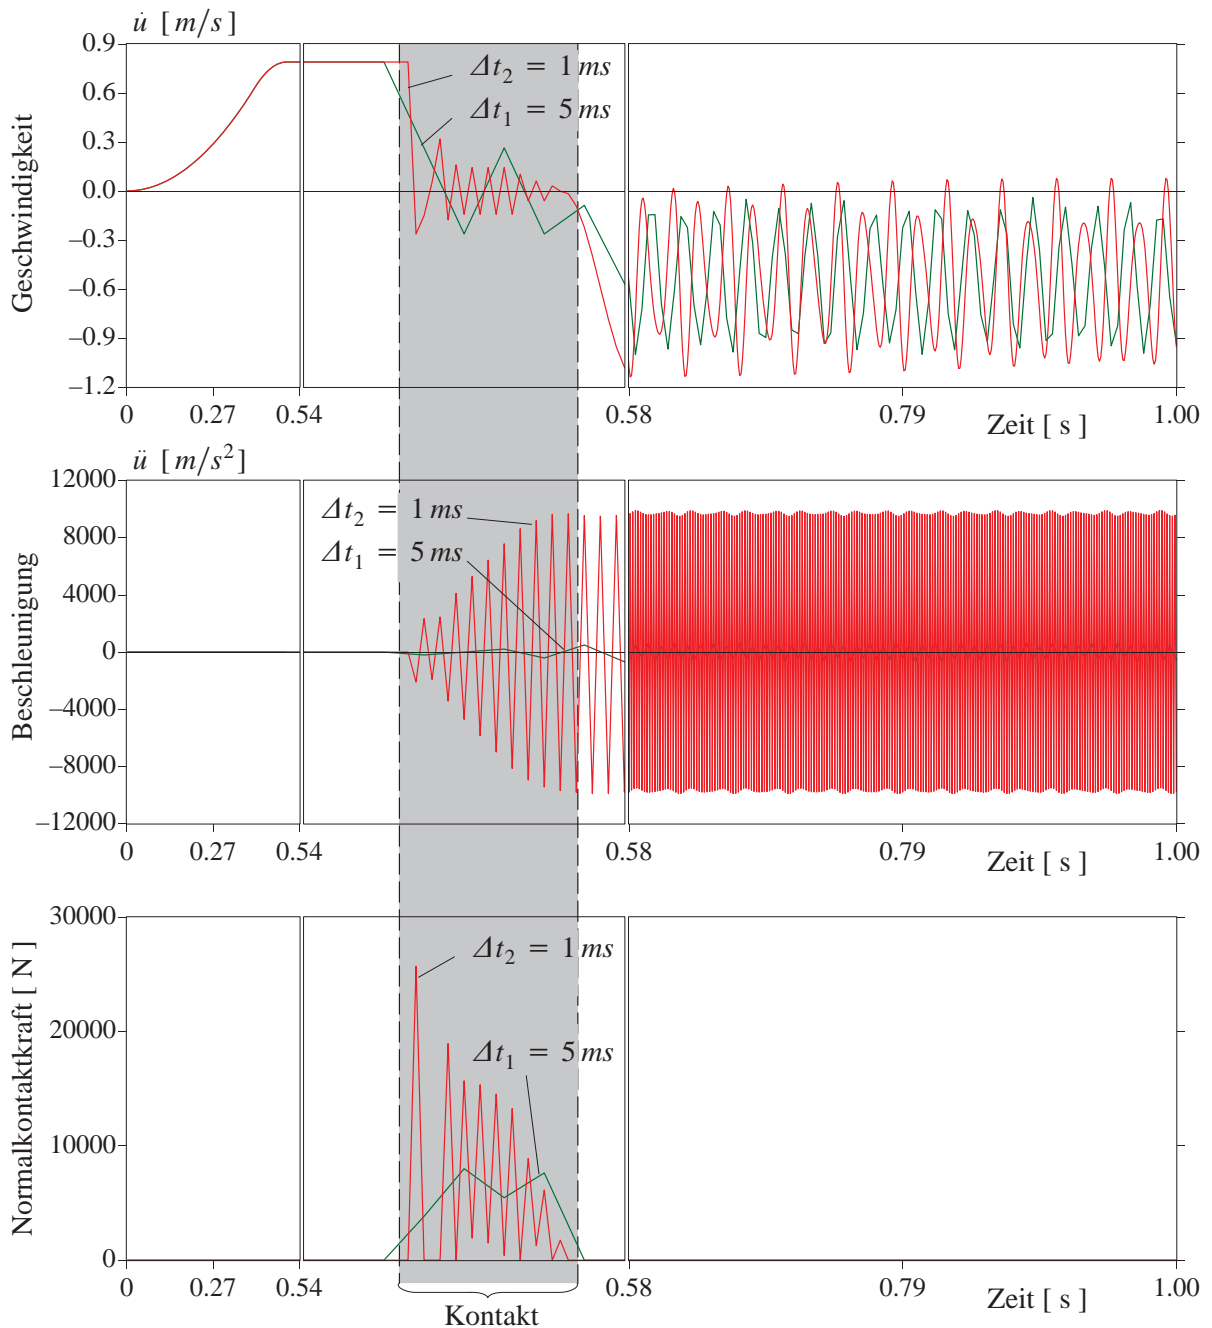 u̇ [ m/s ]
0.9
0.6
0.3
0.0
−0.3
−0.6
−0.9
−1.2
Geschwindigkeit
Δt₂ = 1 ms
Δt₁ = 5 ms
0 0.27 0.54 0.58 0.79 1.00
Zeit [ s ]
ü [ m/s² ]
12000
8000
4000
0
−4000
−8000
−12000
Beschleunigung
Δt₂ = 1 ms
Δt₁ = 5 ms
0 0.27 0.54 0.58 0.79 1.00
Zeit [ s ]
30000
20000
10000
0
Normalkontaktkraft [ N ]
Δt₂ = 1 ms
Δt₁ = 5 ms
0 0.27 0.54 0.58 0.79 1.00
Zeit [ s ]
Kontakt